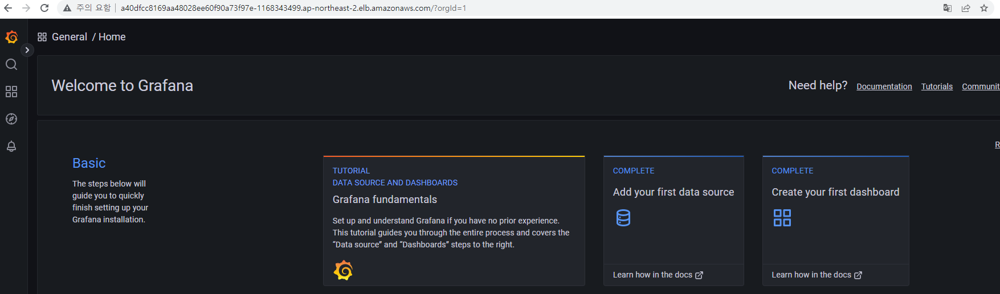 주의 요함 a40dfcc8169aa48028ee60f90a73f97e-1168343499.ap-northeast-2.elb.amazonaws.com/?orgId=1
General / Home
Welcome to Grafana
Need help? Documentation Tutorials Communit
R
Basic
The steps below will
guide you to quickly
finish setting up your
Grafana installation.
TUTORIAL
DATA SOURCE AND DASHBOARDS
Grafana fundamentals
Set up and understand Grafana if you have no prior experience.
This tutorial guides you through the entire process and covers the
“Data source” and “Dashboards” steps to the right.
COMPLETE
Add your first data source
Learn how in the docs
COMPLETE
Create your first dashboard
Learn how in the docs